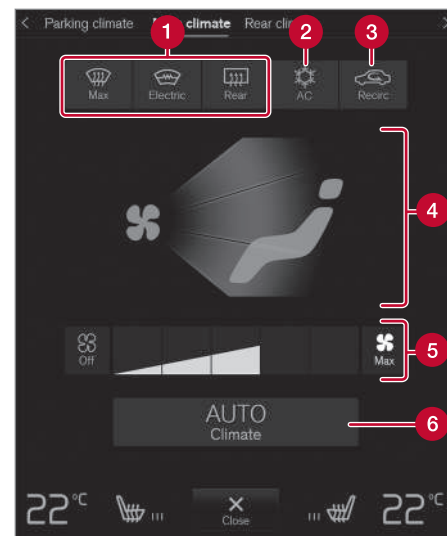 Parking climate climate Rear
1 2 3
Max Electric Rear AC Recirc
4
Off Max
5
AUTO
Climate
6
22°C Close 22°C